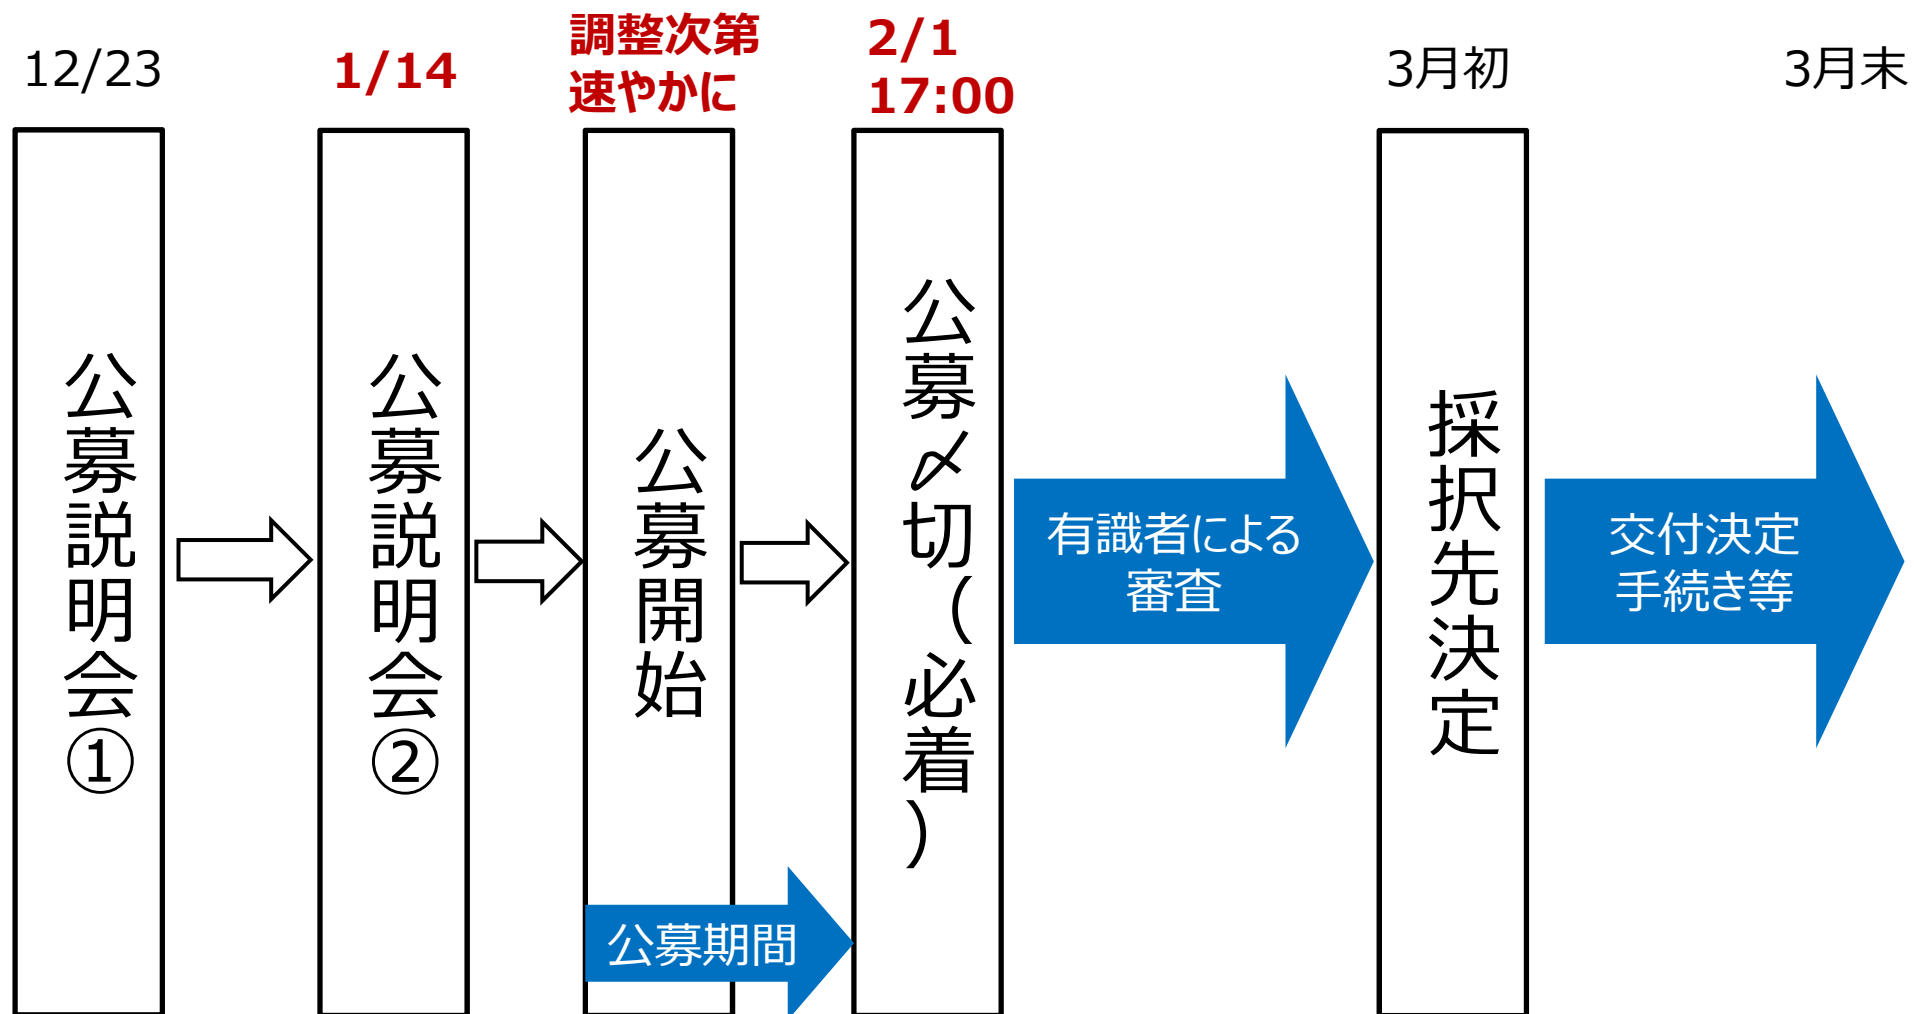 12/23
1/14
調整次第
速やかに
2/1
17:00
3月初
3月末
公募説明会①
公募説明会②
公募開始
公募〆切(必着)
有識者による
審査
採択先決定
交付決定
手続き等
公募期間